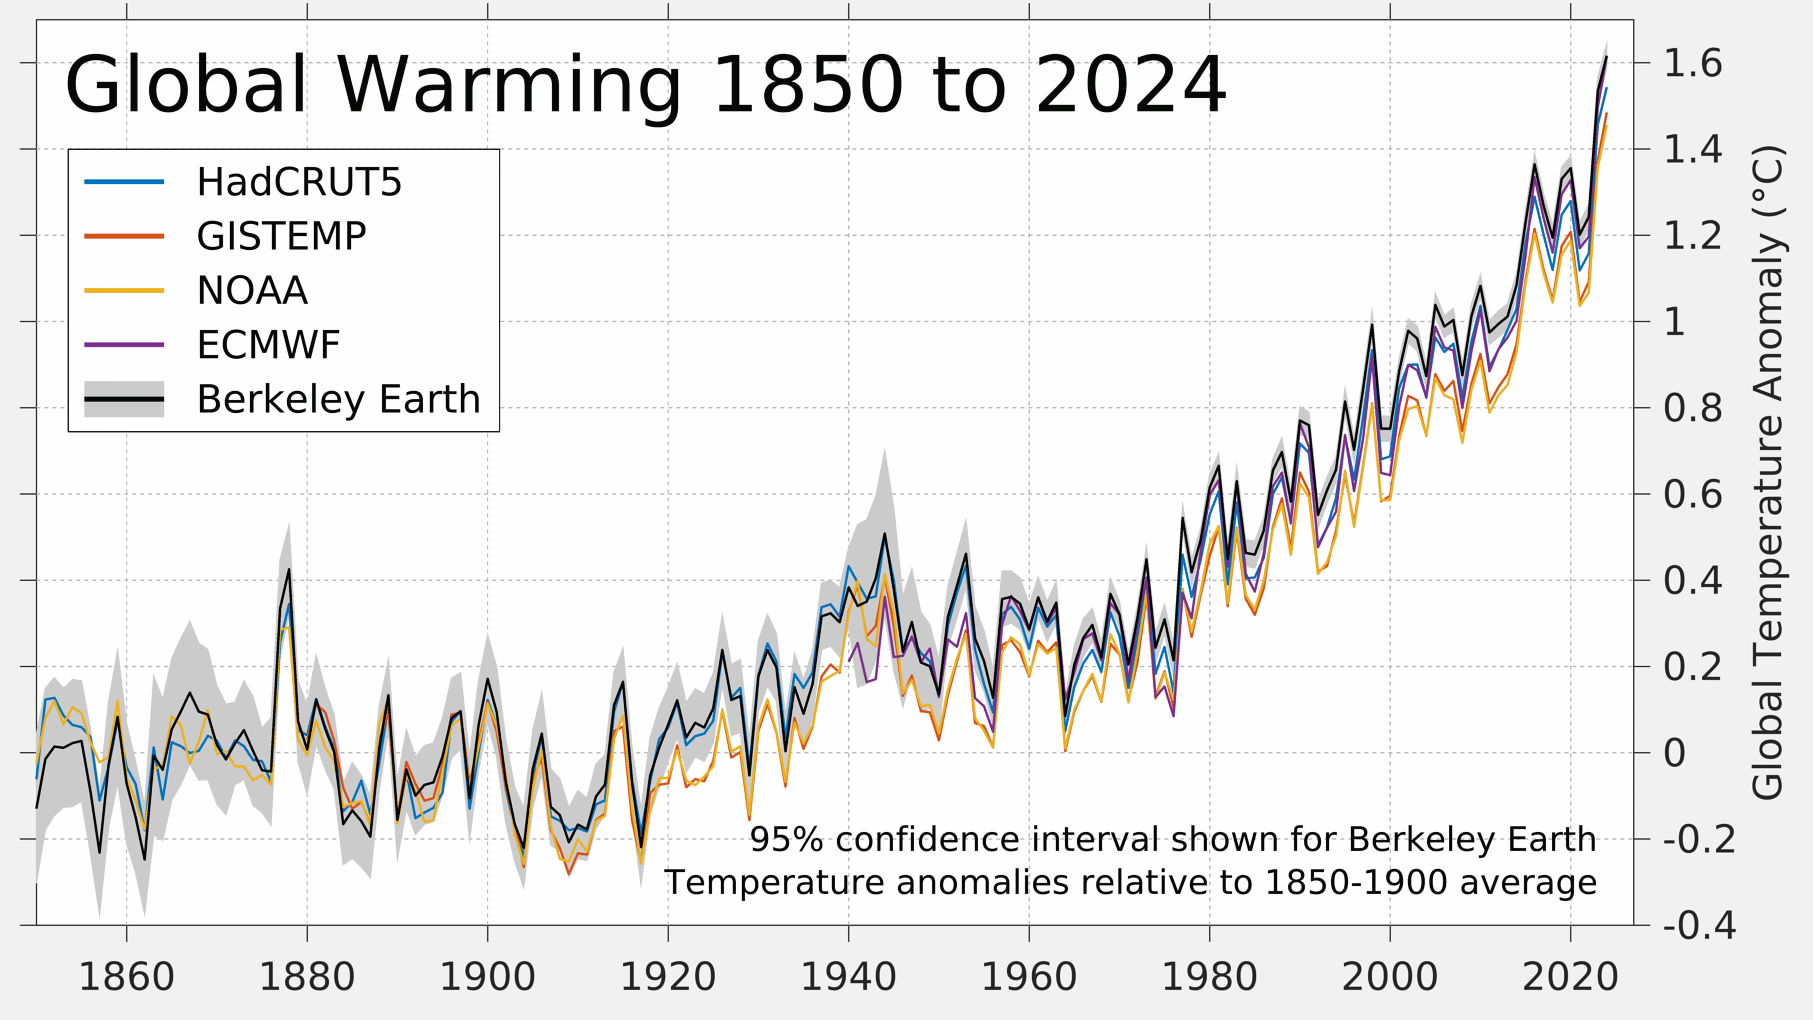 Global Warming 1850 to 2024
HadCRUT5
GISTEMP
NOAA
ECMWF
Berkeley Earth
1.6
1.4
1.2
1
0.8
0.6
0.4
0.2
0
-0.2
-0.4
Global Temperature Anomaly (°C)
95% confidence interval shown for Berkeley Earth
Temperature anomalies relative to 1850-1900 average
1860 1880 1900 1920 1940 1960 1980 2000 2020